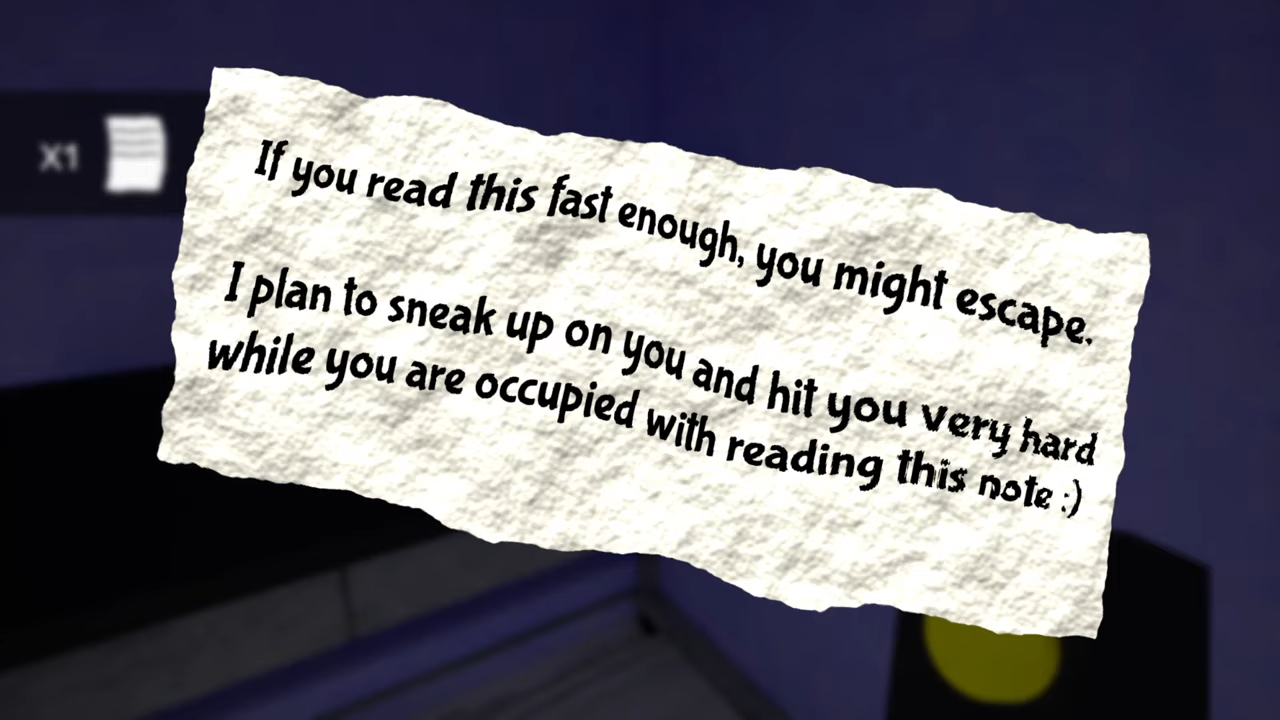 X1
If you read this fast enough, you might escape.
I plan to sneak up on you and hit you very hard
while you are occupied with reading this note :)